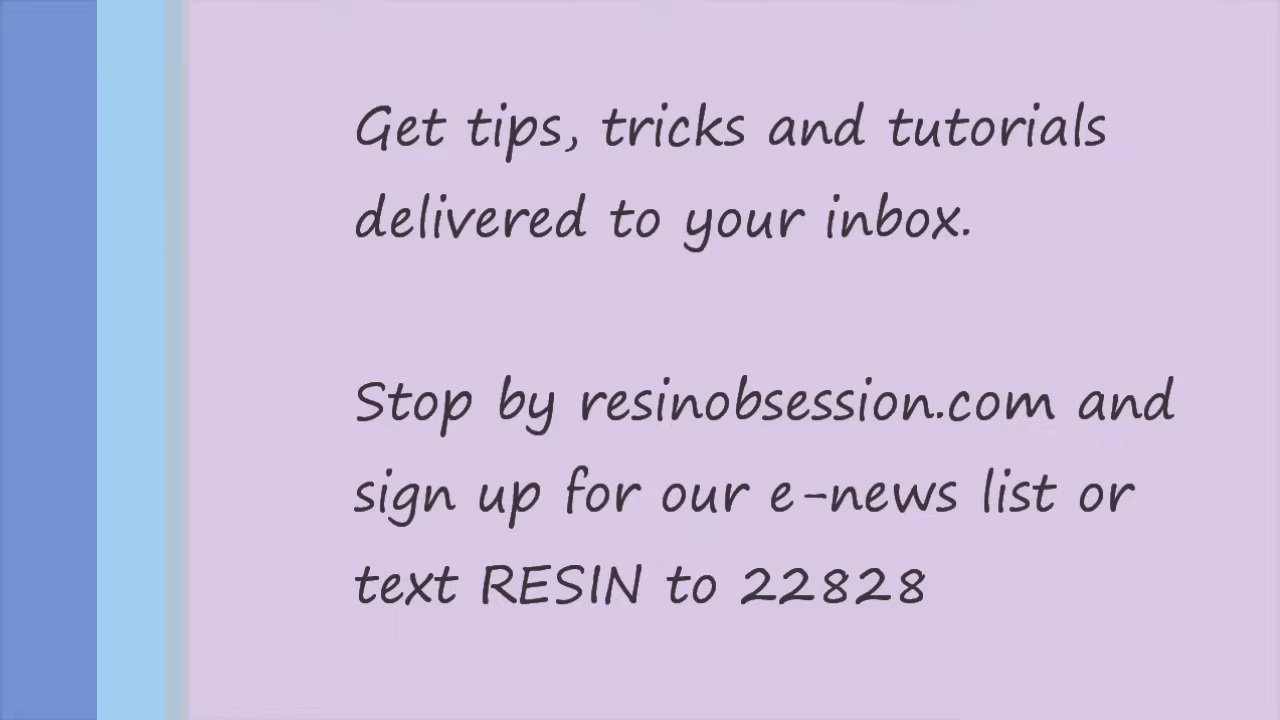 Get tips, tricks and tutorials
delivered to your inbox.
Stop by resinobsession.com and
sign up for our e-news list or
text RESIN to 22828